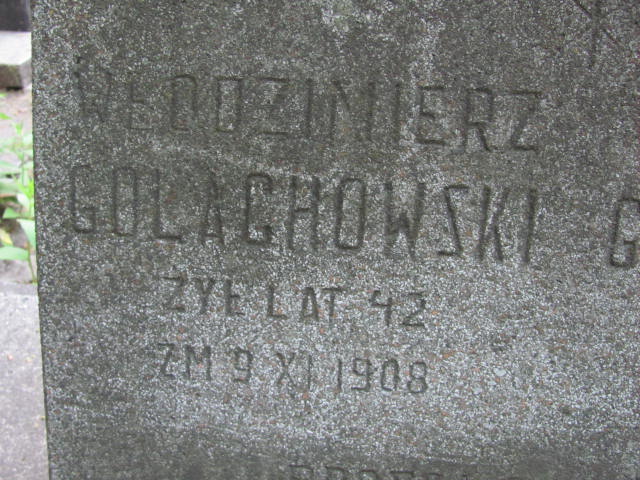 WŁODZIMIERZ
GOLACHOWSKI
ŻYŁ LAT 42
ZM 9 XI 1908